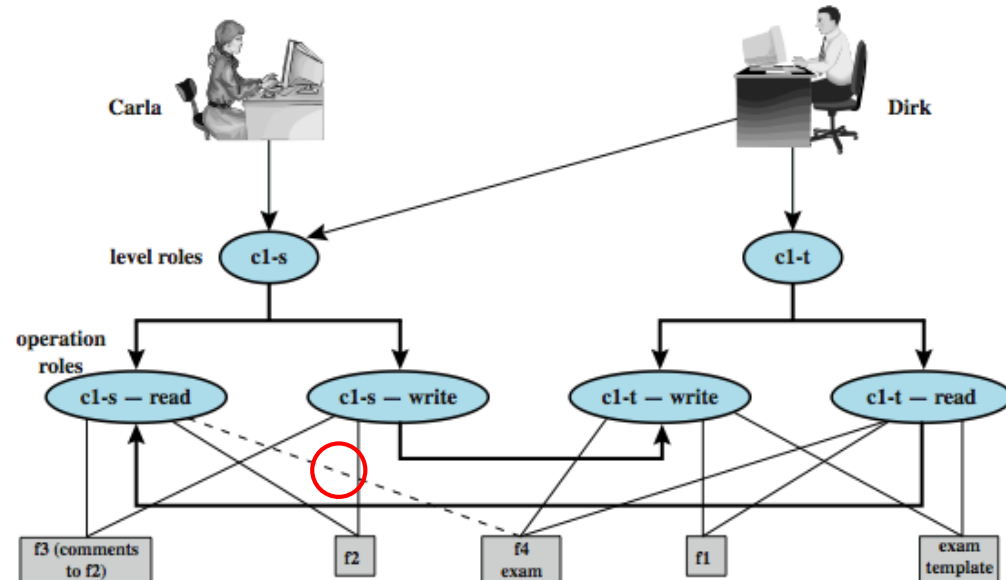 Carla
Dirk
level roles
c1-s
c1-t
operation
roles
c1-s — read
c1-s — write
c1-t — write
c1-t — read
f3 (comments
to f2)
f2
f4
exam
f1
exam
template